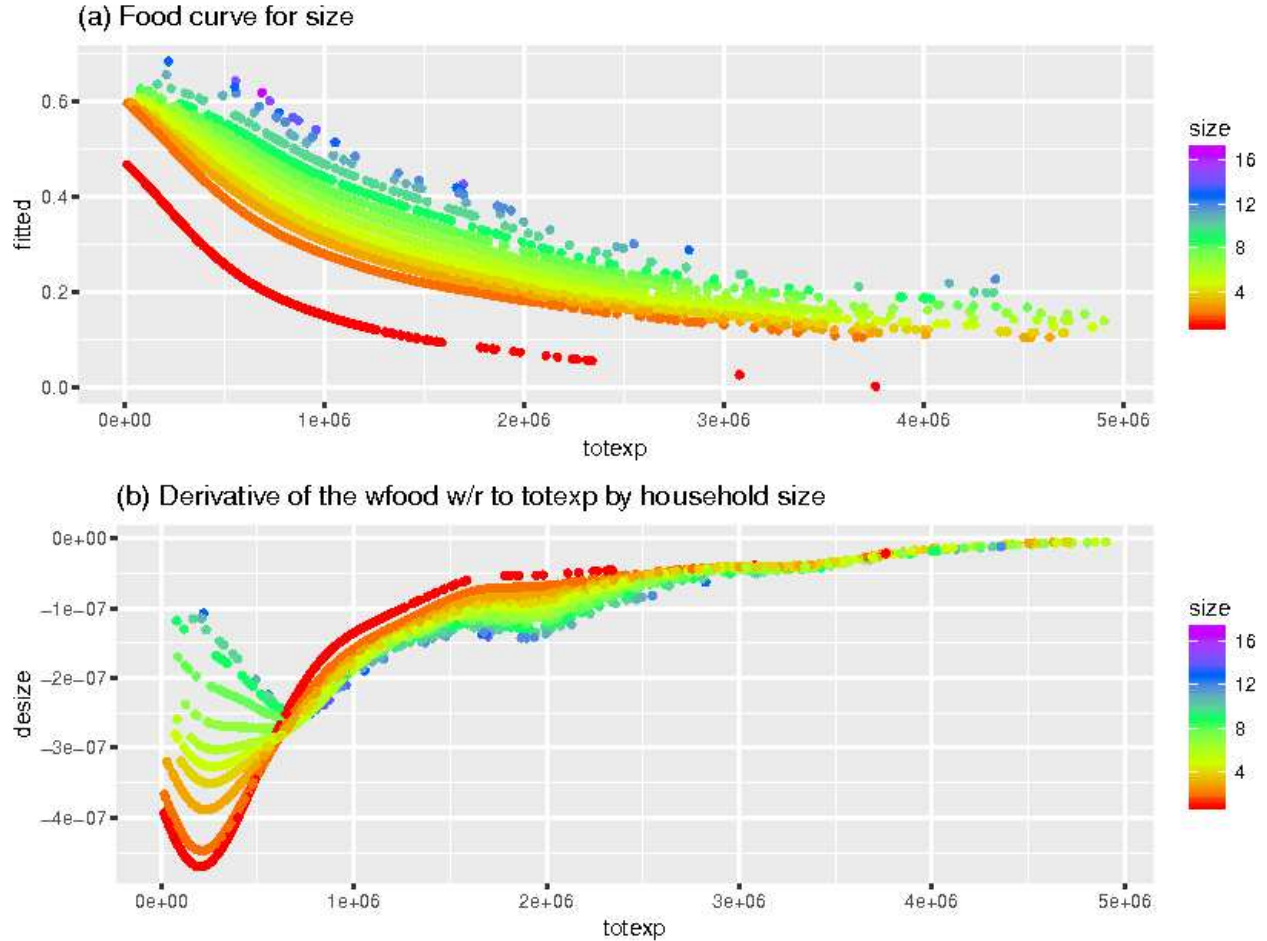 (a) Food curve for size
0.6
0.4
0.2
0.0
fitted
0e+00 1e+06 2e+06 3e+06 4e+06 5e+06
totexp
size
16
12
8
4
(b) Derivative of the wfood w/r to totexp by household size
0e+00
−1e−07
−2e−07
−3e−07
−4e−07
desize
0e+00 1e+06 2e+06 3e+06 4e+06 5e+06
totexp
size
16
12
8
4